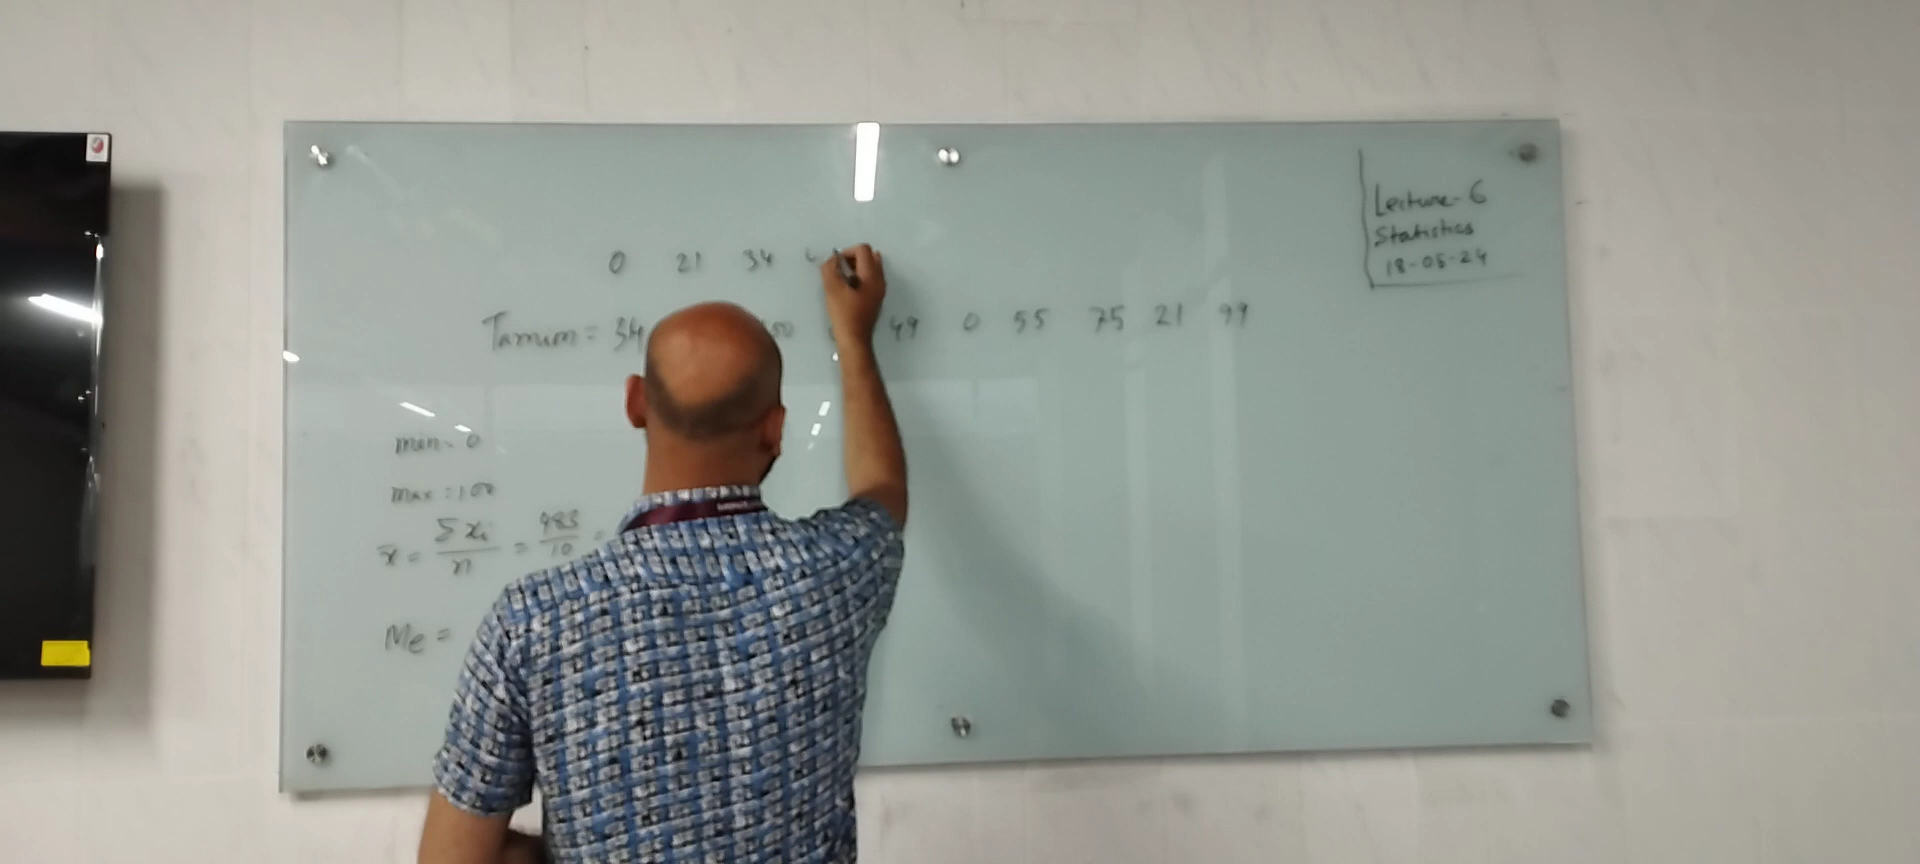 Lecture-6
Statistics
18-05-24
0 21 34
Tamim = 34 49 0 55 75 21 99
min = 0
max = 100
x̄ = Σxi/n = 483/10 =
Me =